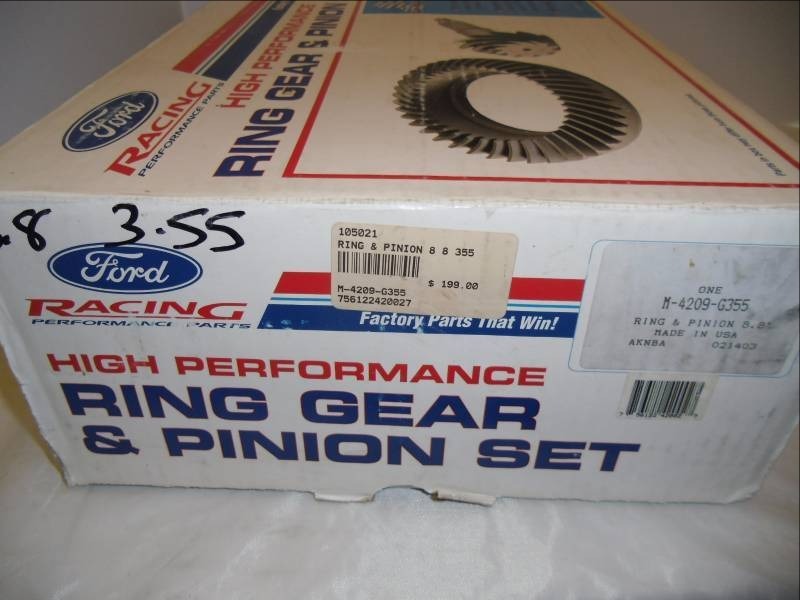 Ford
RACING
PERFORMANCE PARTS
HIGH PERFORMANCE
RING GEAR & PINION
.8 3.55
Ford
RACING
PERFORMANCE PARTS
105021
RING & PINION 8 8 355
M-4209-G355 $ 199.00
756122420027
Factory Parts That Win!
ONE
M-4209-G355
RING & PINION 8.8"
MADE IN USA
AKNBA 021403
HIGH PERFORMANCE
RING GEAR
& PINION SET